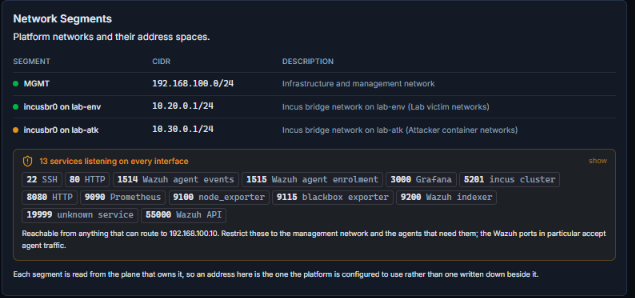 Network Segments
Platform networks and their address spaces.
SEGMENT CIDR DESCRIPTION
MGMT 192.168.100.0/24 Infrastructure and management network
incusbr0 on lab-env 10.20.0.1/24 Incus bridge network on lab-env (Lab victim networks)
incusbr0 on lab-atk 10.30.0.1/24 Incus bridge network on lab-atk (Attacker container networks)
13 services listening on every interface show
22 SSH 80 HTTP 1514 Wazuh agent events 1515 Wazuh agent enrolment 3000 Grafana 5201 incus cluster
8080 HTTP 9090 Prometheus 9100 node_exporter 9115 blackbox exporter 9200 Wazuh indexer
19999 unknown service 55000 Wazuh API
Reachable from anything that can route to 192.168.100.10. Restrict these to the management network and the agents that need them; the Wazuh ports in particular accept
agent traffic.
Each segment is read from the plane that owns it, so an address here is the one the platform is configured to use rather than one written down beside it.